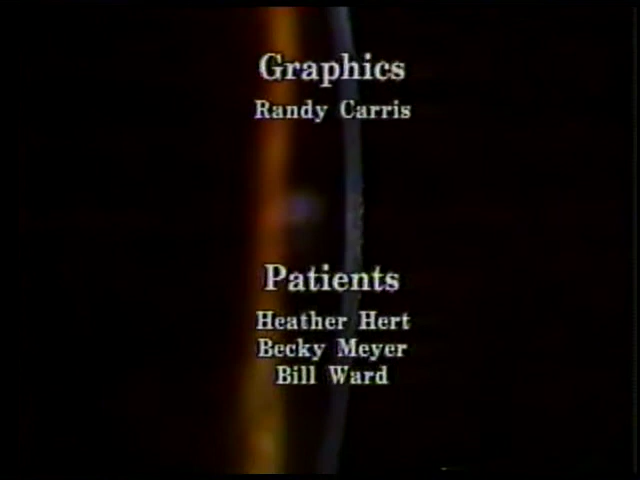 Graphics
Randy Carris
Patients
Heather Hert
Becky Meyer
Bill Ward